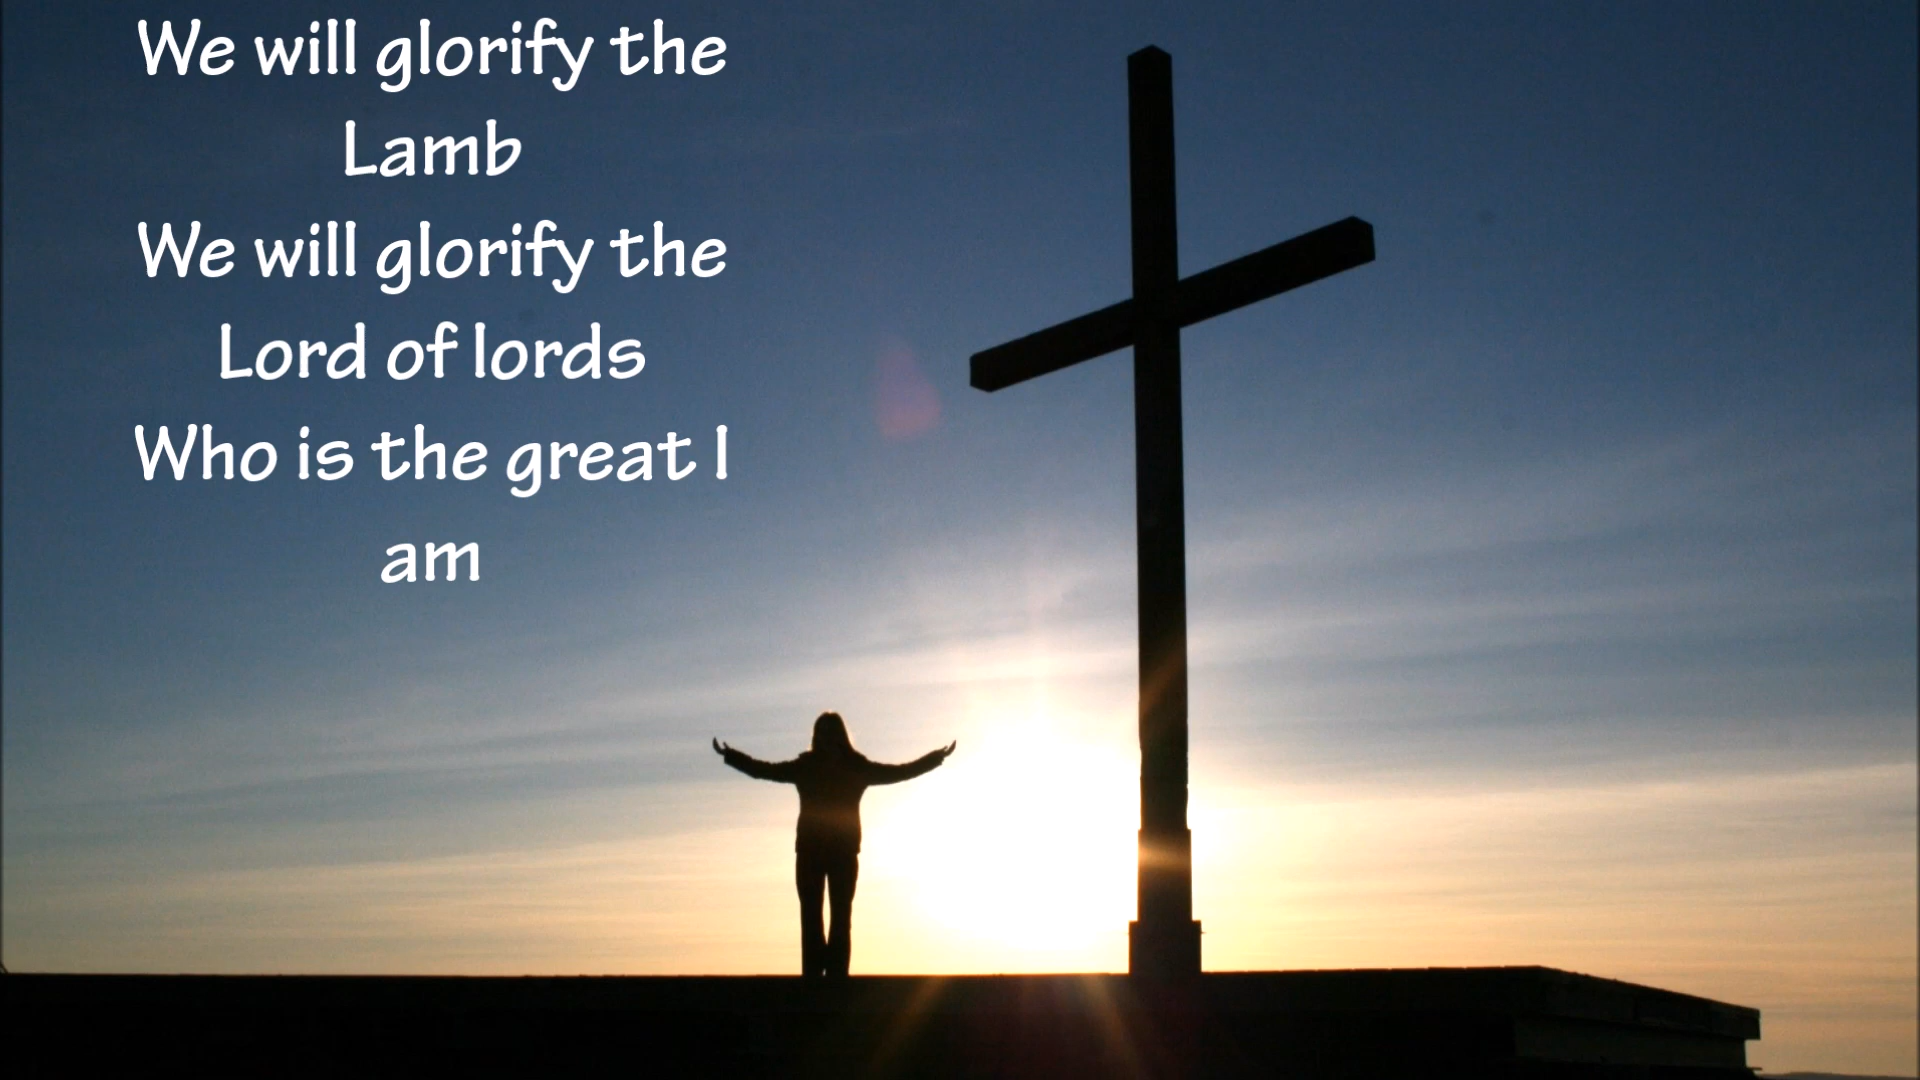 We will glorify the
Lamb
We will glorify the
Lord of lords
Who is the great I
am